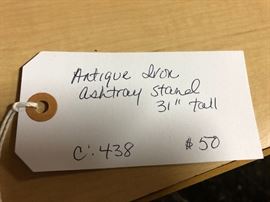 Antique Iron
Ashtray Stand
31" tall
C: 438 $50